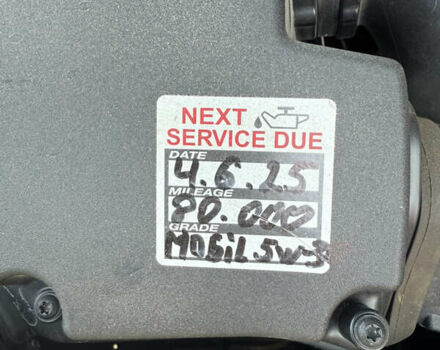 NEXT
SERVICE DUE
DATE
4.6.25
MILEAGE
80.000
GRADE
MOBiL 5W-3